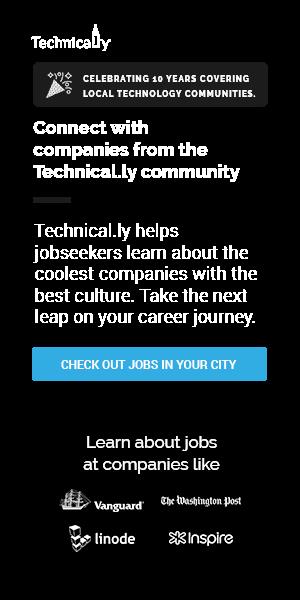 Technical.ly
CELEBRATING 10 YEARS COVERING
LOCAL TECHNOLOGY COMMUNITIES.
Connect with
companies from the
Technical.ly community
Technical.ly helps
jobseekers learn about the
coolest companies with the
best culture. Take the next
leap on your career journey.
CHECK OUT JOBS IN YOUR CITY
Learn about jobs
at companies like
Vanguard
The Washington Post
linode
Inspire